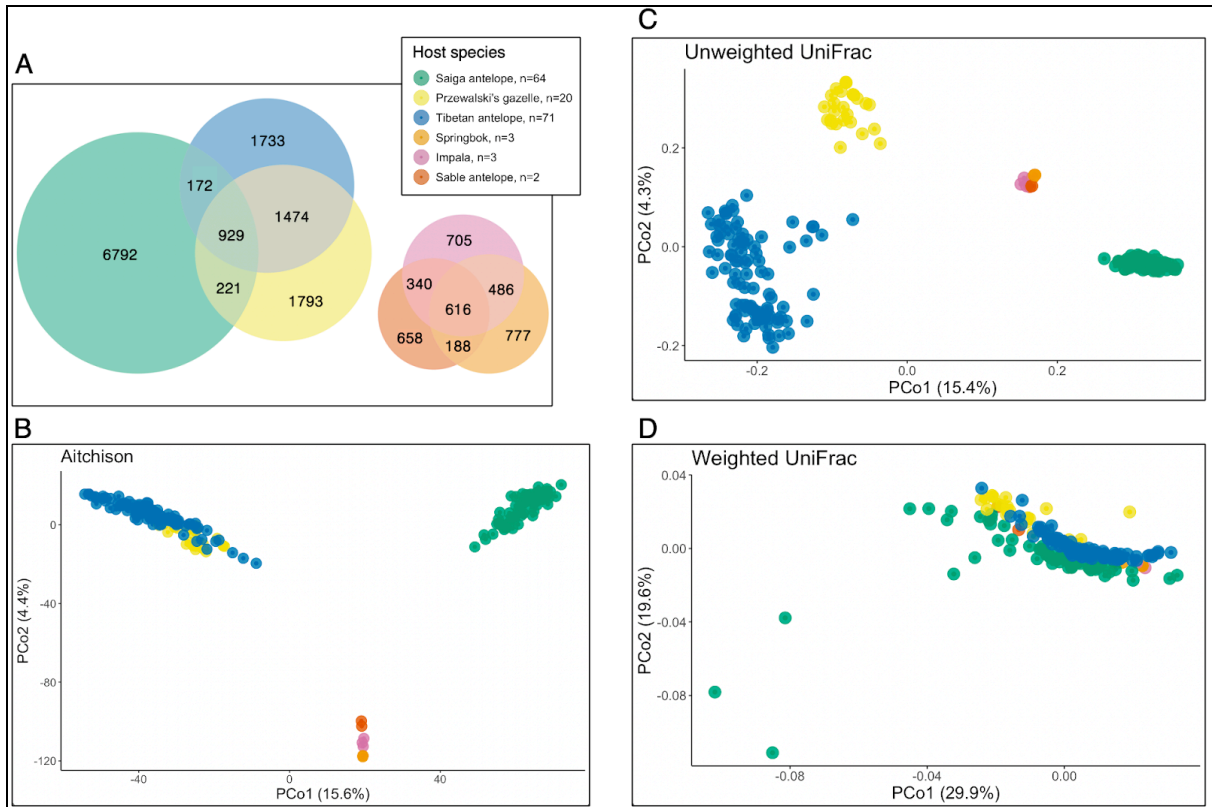 A
Host species
Saiga antelope, n=64
Przewalski's gazelle, n=20
Tibetan antelope, n=71
Springbok, n=3
Impala, n=3
Sable antelope, n=2
1733
172
1474
929
6792
221
1793
705
340
486
616
658
188
777
B
Aitchison
PCo2 (4.4%)
0
-40
-80
-120
-40
0
40
PCo1 (15.6%)
C
Unweighted UniFrac
PCo2 (4.3%)
0.2
0.0
-0.2
-0.2
0.0
0.2
PCo1 (15.4%)
D
Weighted UniFrac
PCo2 (19.6%)
0.04
0.00
-0.04
-0.08
-0.08
-0.04
0.00
PCo1 (29.9%)